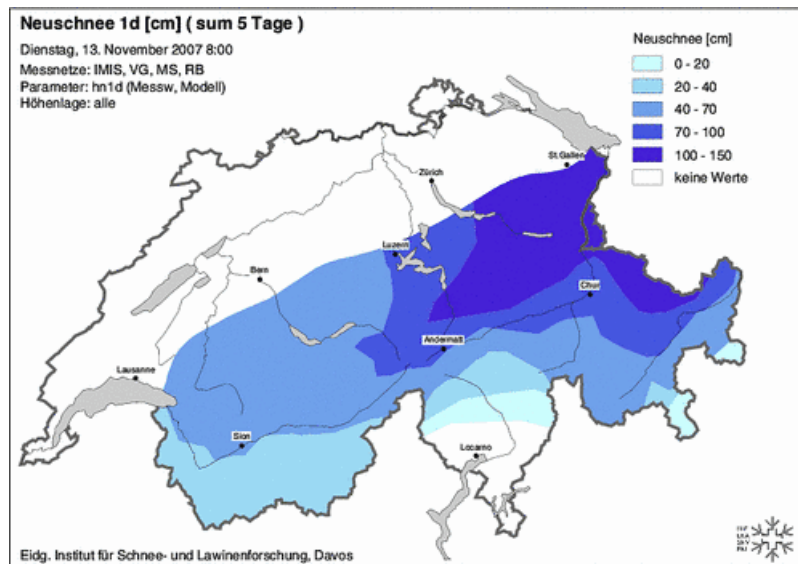 Neuschnee 1d [cm] ( sum 5 Tage )
Dienstag, 13. November 2007 8:00
Messnetze: IMIS, VG, MS, RB
Parameter: hn1d (Messw, Modell)
Höhenlage: alle
Neuschnee [cm]
0 - 20
20 - 40
40 - 70
70 - 100
100 - 150
keine Werte
St.Gallen
Zürich
Luzern
Bern
Chur
Andermatt
Lausanne
Sion
Locarno
Eidg. Institut für Schnee- und Lawinenforschung, Davos